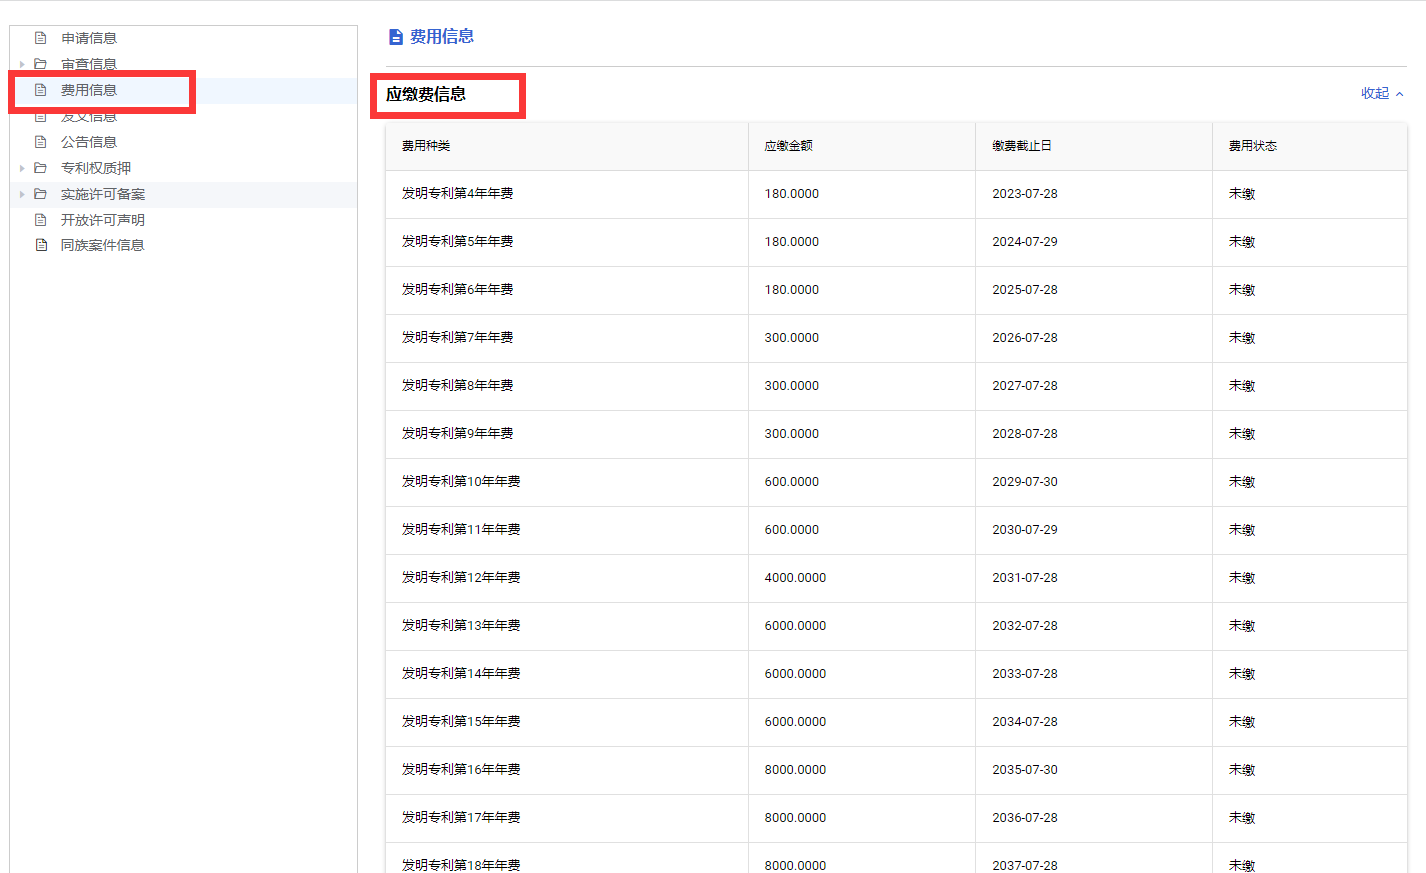 申请信息
审查信息
费用信息
发文信息
公告信息
专利权质押
实施许可备案
开放许可声明
同族案件信息
费用信息
应缴费信息
收起
费用种类 应缴金额 缴费截止日 费用状态
发明专利第4年年费 180.0000 2023-07-28 未缴
发明专利第5年年费 180.0000 2024-07-29 未缴
发明专利第6年年费 180.0000 2025-07-28 未缴
发明专利第7年年费 300.0000 2026-07-28 未缴
发明专利第8年年费 300.0000 2027-07-28 未缴
发明专利第9年年费 300.0000 2028-07-28 未缴
发明专利第10年年费 600.0000 2029-07-30 未缴
发明专利第11年年费 600.0000 2030-07-29 未缴
发明专利第12年年费 4000.0000 2031-07-28 未缴
发明专利第13年年费 6000.0000 2032-07-28 未缴
发明专利第14年年费 6000.0000 2033-07-28 未缴
发明专利第15年年费 6000.0000 2034-07-28 未缴
发明专利第16年年费 8000.0000 2035-07-30 未缴
发明专利第17年年费 8000.0000 2036-07-28 未缴
发明专利第18年年费 8000.0000 2037-07-28 未缴